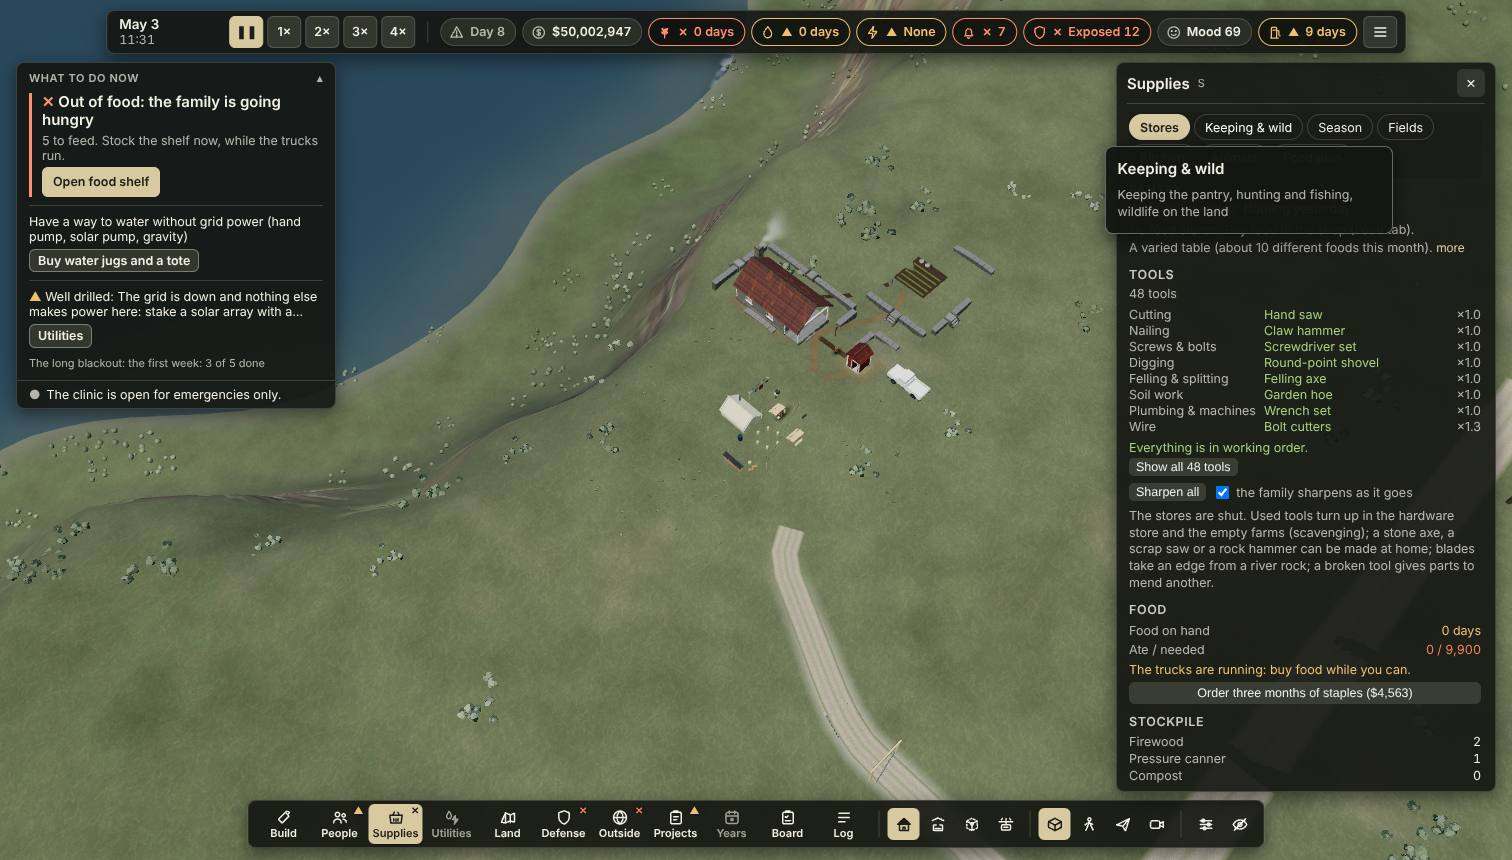 May 3
11:31
1×
2×
3×
4×
Day 8
$50,002,947
× 0 days
0 days
None
× 7
× Exposed 12
Mood 69
9 days
WHAT TO DO NOW
× Out of food: the family is going
hungry
5 to feed. Stock the shelf now, while the trucks
run.
Open food shelf
Have a way to water without grid power (hand
pump, solar pump, gravity)
Buy water jugs and a tote
Well drilled: The grid is down and nothing else
makes power here: stake a solar array with a...
Utilities
The long blackout: the first week: 3 of 5 done
The clinic is open for emergencies only.
Supplies S
×
Stores
Keeping & wild
Season
Fields
Keeping & wild
Keeping the pantry, hunting and fishing,
wildlife on the land
tab).
A varied table (about 10 different foods this month). more
TOOLS
48 tools
Cutting Hand saw ×1.0
Nailing Claw hammer ×1.0
Screws & bolts Screwdriver set ×1.0
Digging Round-point shovel ×1.0
Felling & splitting Felling axe ×1.0
Soil work Garden hoe ×1.0
Plumbing & machines Wrench set ×1.0
Wire Bolt cutters ×1.3
Everything is in working order.
Show all 48 tools
Sharpen all the family sharpens as it goes
The stores are shut. Used tools turn up in the hardware
store and the empty farms (scavenging); a stone axe, a
scrap saw or a rock hammer can be made at home; blades
take an edge from a river rock; a broken tool gives parts to
mend another.
FOOD
Food on hand 0 days
Ate / needed 0 / 9,900
The trucks are running: buy food while you can.
Order three months of staples ($4,563)
STOCKPILE
Firewood 2
Pressure canner 1
Compost 0
Build
People
Supplies
Utilities
Land
Defense
Outside
Projects
Years
Board
Log